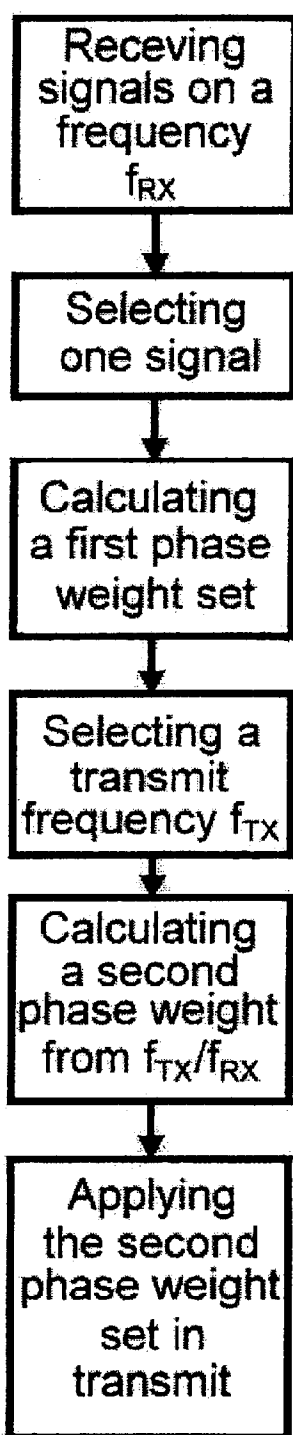 Receving
signals on a
frequency
fRX
Selecting
one signal
Calculating
a first phase
weight set
Selecting a
transmit
frequency fTX
Calculating
a second
phase weight
from fTX/fRX
Applying
the second
phase weight
set in
transmit